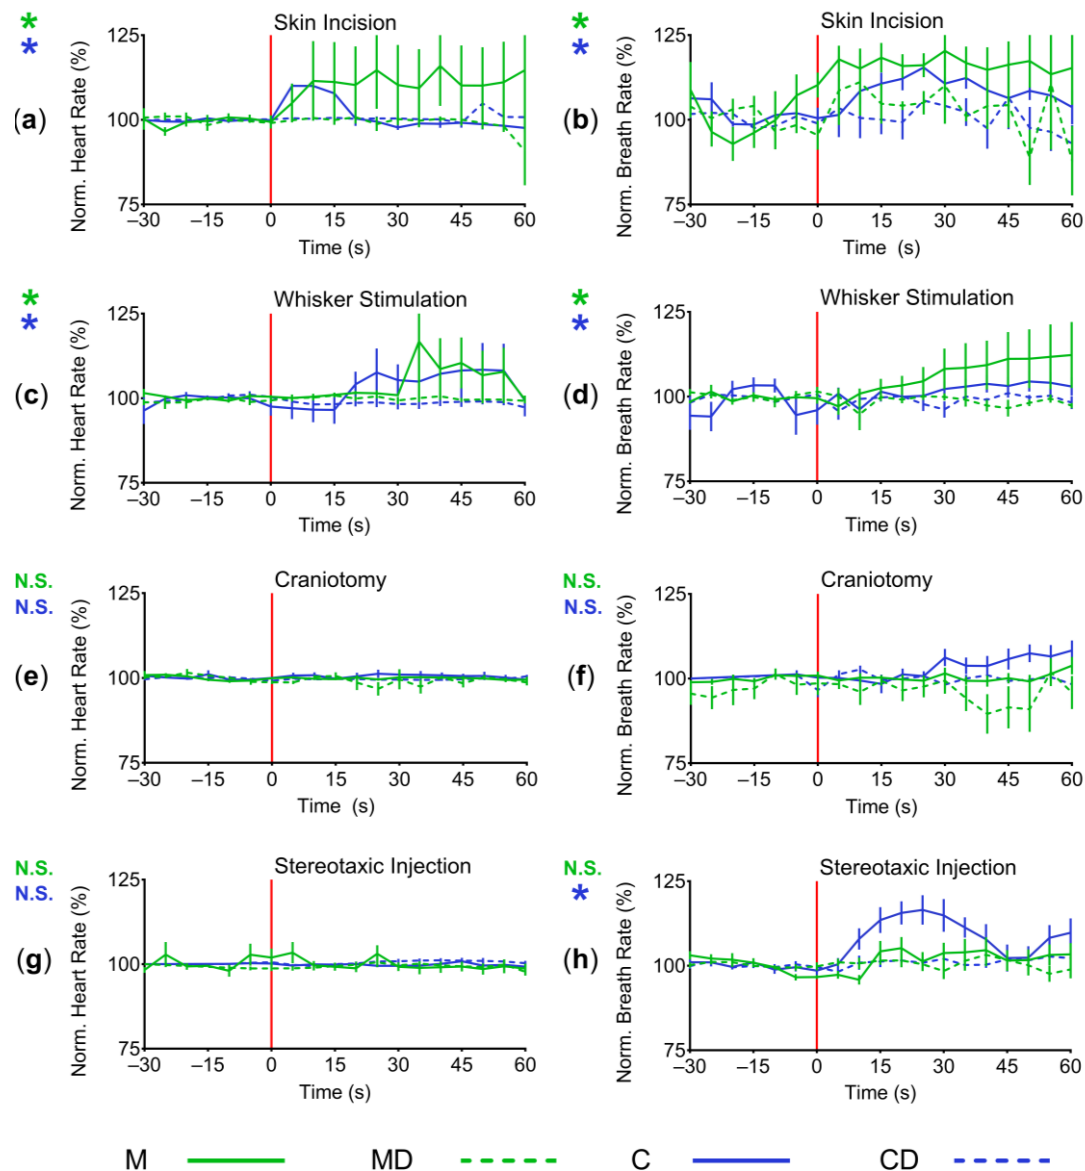 * Skin Incision
*
(a)
Norm. Heart Rate (%)
125
100
75
–30 –15 0 15 30 45 60
Time (s)
* Skin Incision
*
(b)
Norm. Breath Rate (%)
125
100
75
–30 –15 0 15 30 45 60
Time (s)
* Whisker Stimulation
*
(c)
Norm. Heart Rate (%)
125
100
75
–30 –15 0 15 30 45 60
Time (s)
* Whisker Stimulation
*
(d)
Norm. Breath Rate (%)
125
100
75
–30 –15 0 15 30 45 60
Time (s)
N.S. Craniotomy
N.S.
(e)
Norm. Heart Rate (%)
125
100
75
–30 –15 0 15 30 45 60
Time (s)
N.S. Craniotomy
N.S.
(f)
Norm. Breath Rate (%)
125
100
75
–30 –15 0 15 30 45 60
Time (s)
N.S. Stereotaxic Injection
N.S.
(g)
Norm. Heart Rate (%)
125
100
75
–30 –15 0 15 30 45 60
Time (s)
N.S. Stereotaxic Injection
*
(h)
Norm. Breath Rate (%)
125
100
75
–30 –15 0 15 30 45 60
Time (s)
M MD C CD